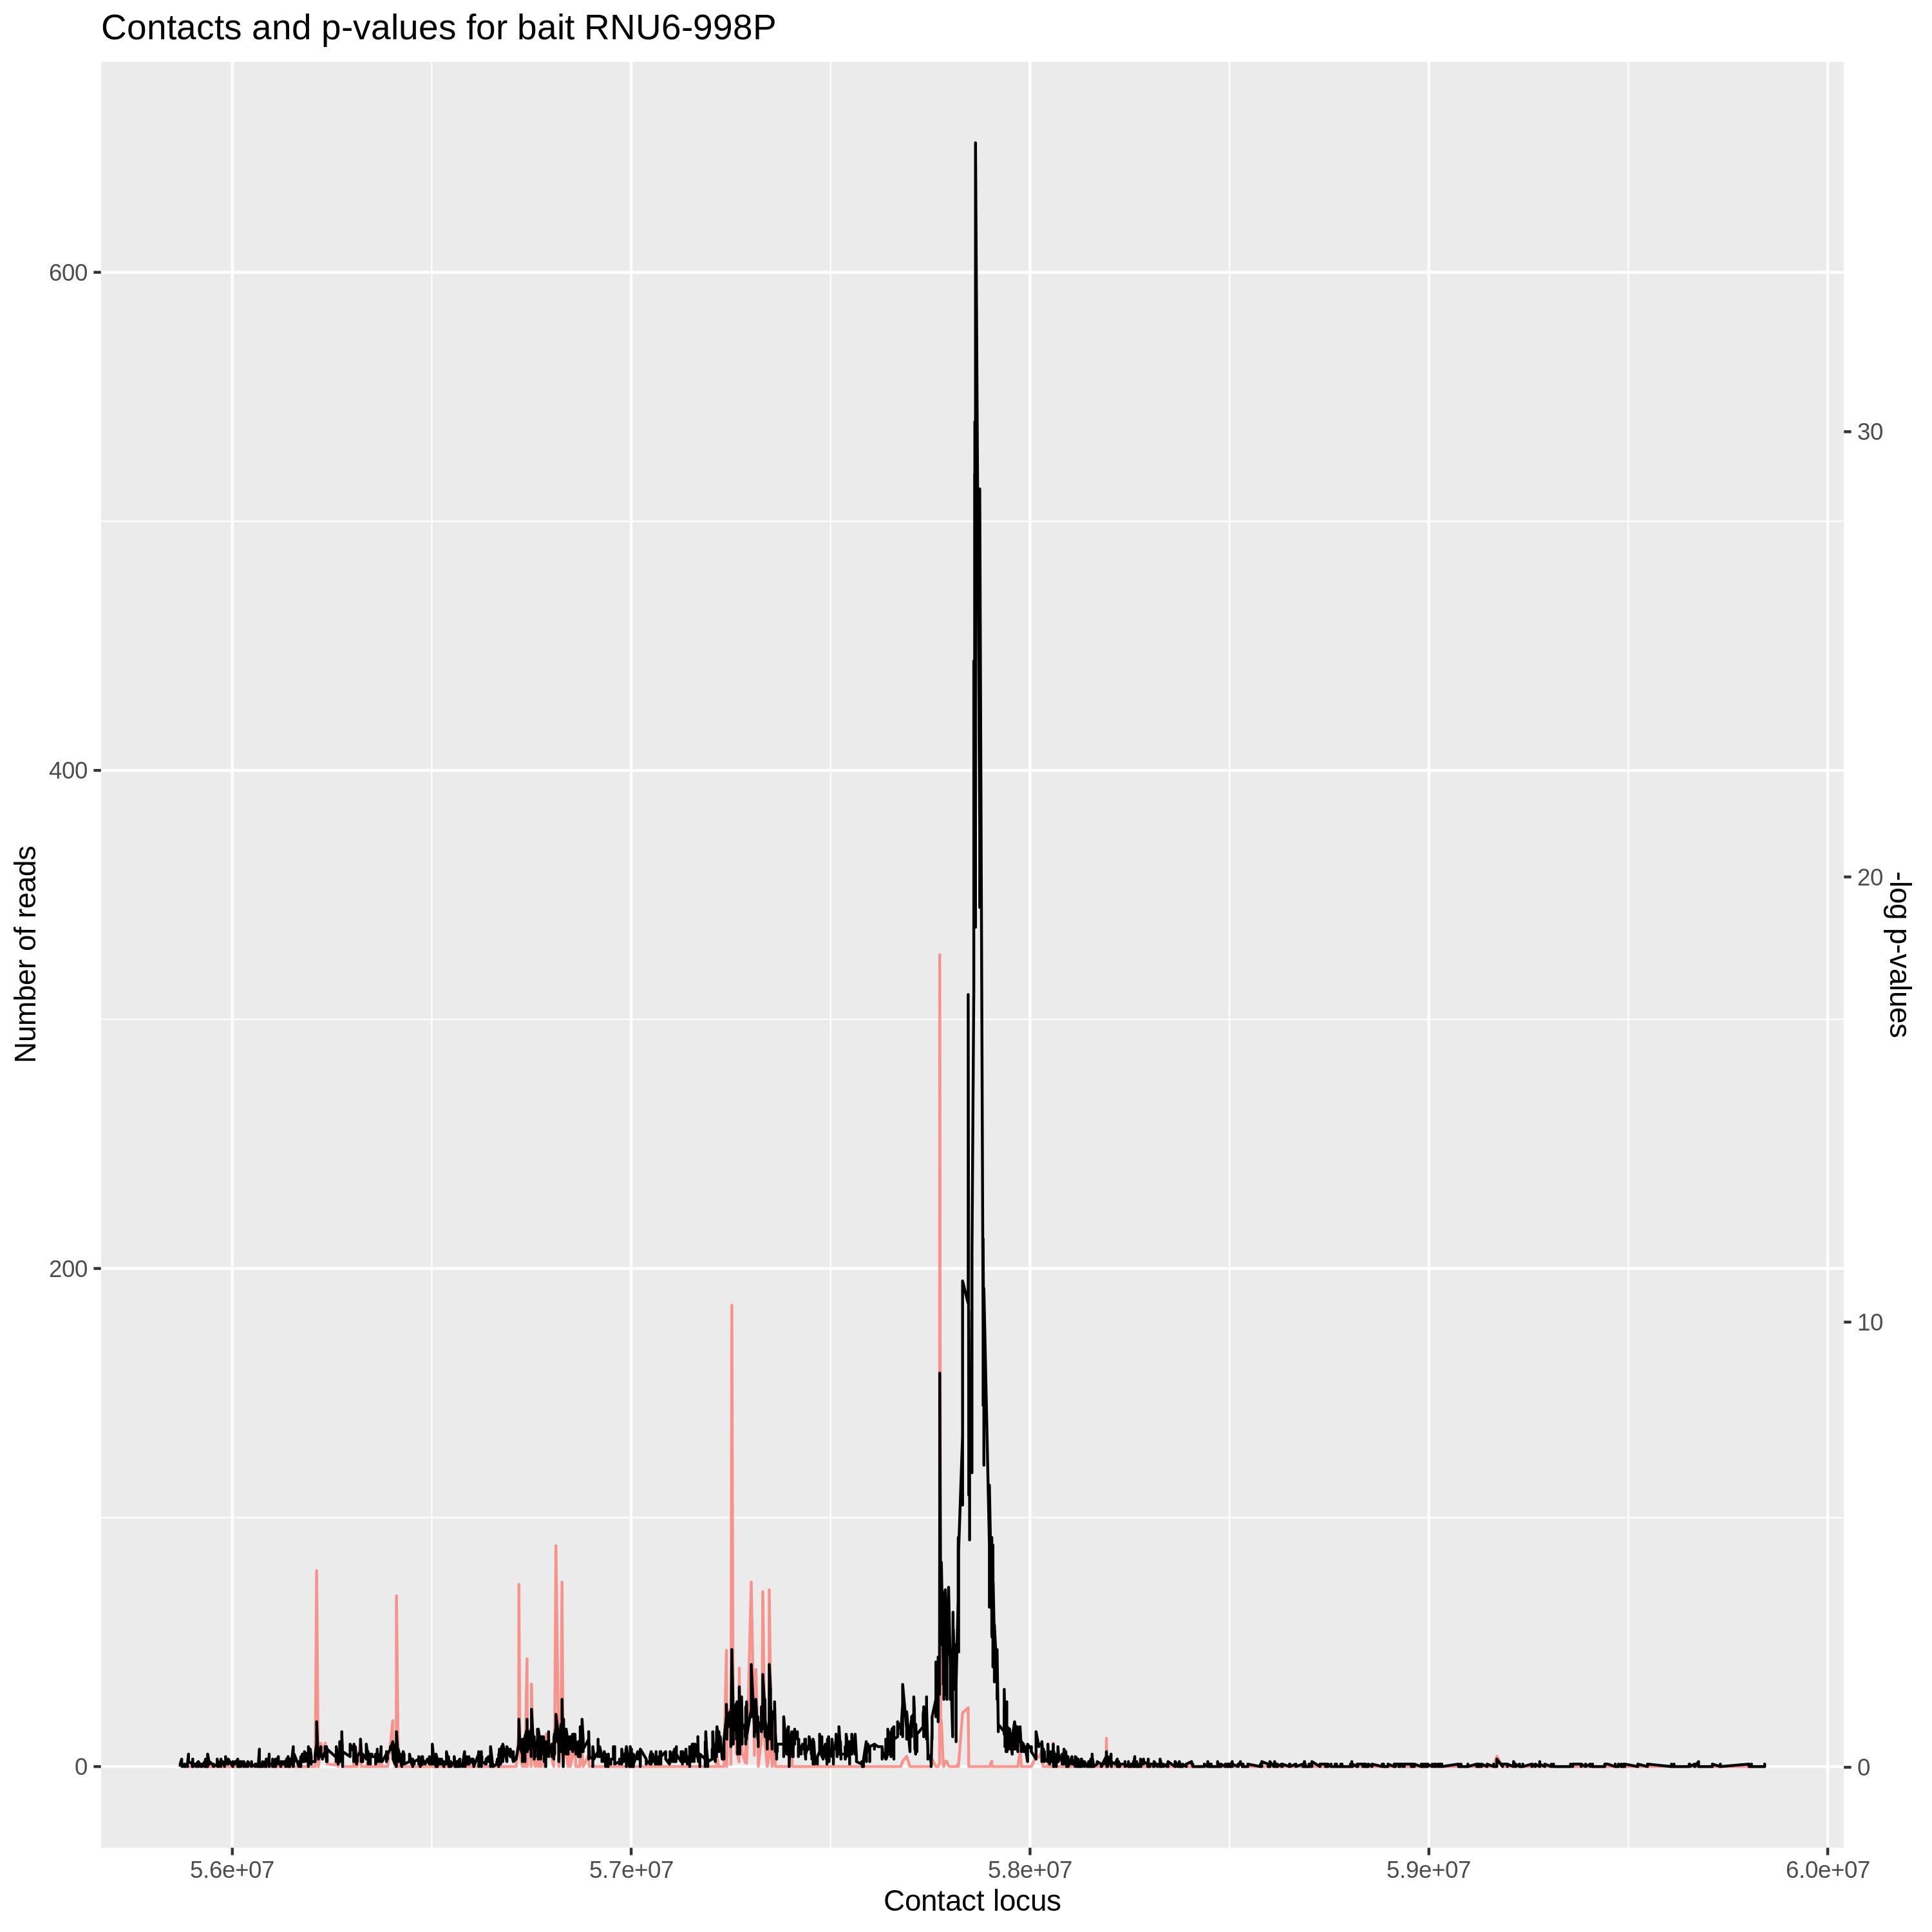 Contacts and p-values for bait RNU6-998P
600
400
200
0
Number of reads
30
20
10
0
-log p-values
5.6e+07 5.7e+07 5.8e+07 5.9e+07 6.0e+07
Contact locus